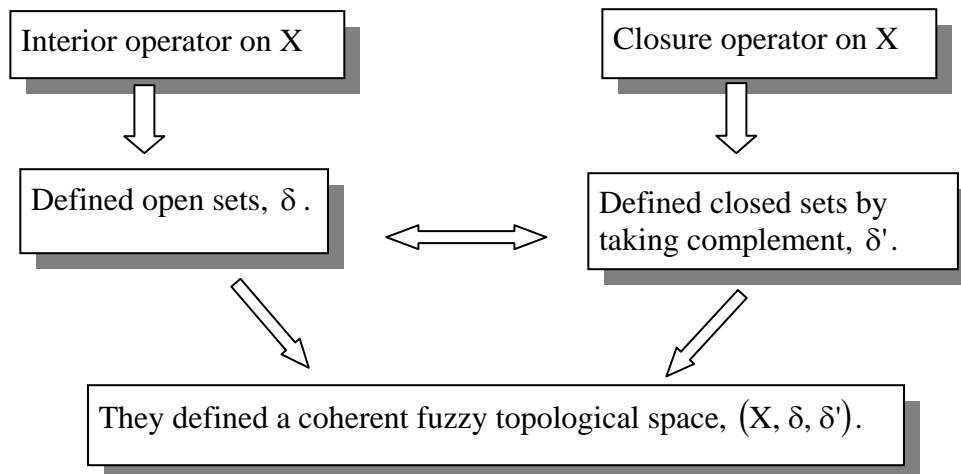 Interior operator on X
Closure operator on X
Defined open sets, δ .
Defined closed sets by
taking complement, δ'.
They defined a coherent fuzzy topological space, (X, δ, δ').